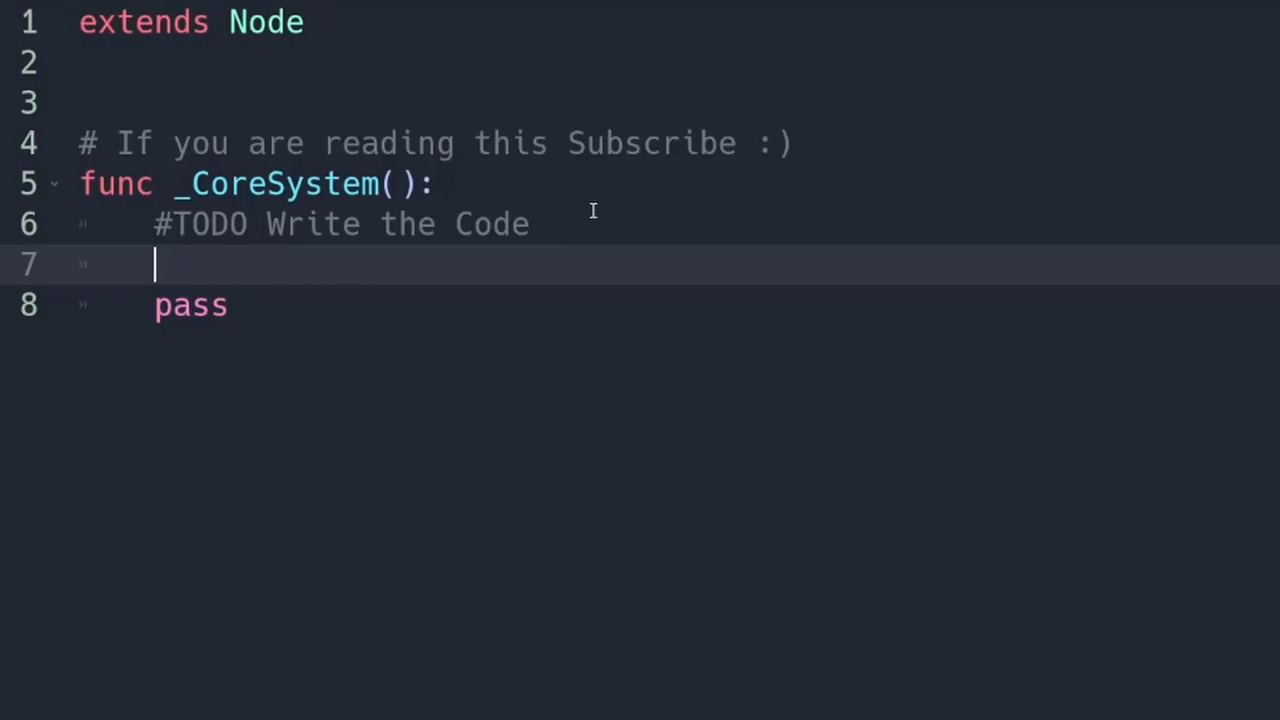 1 extends Node
2
3
4 # If you are reading this Subscribe :)
5 func _CoreSystem():
6 #TODO Write the Code
7
8 pass